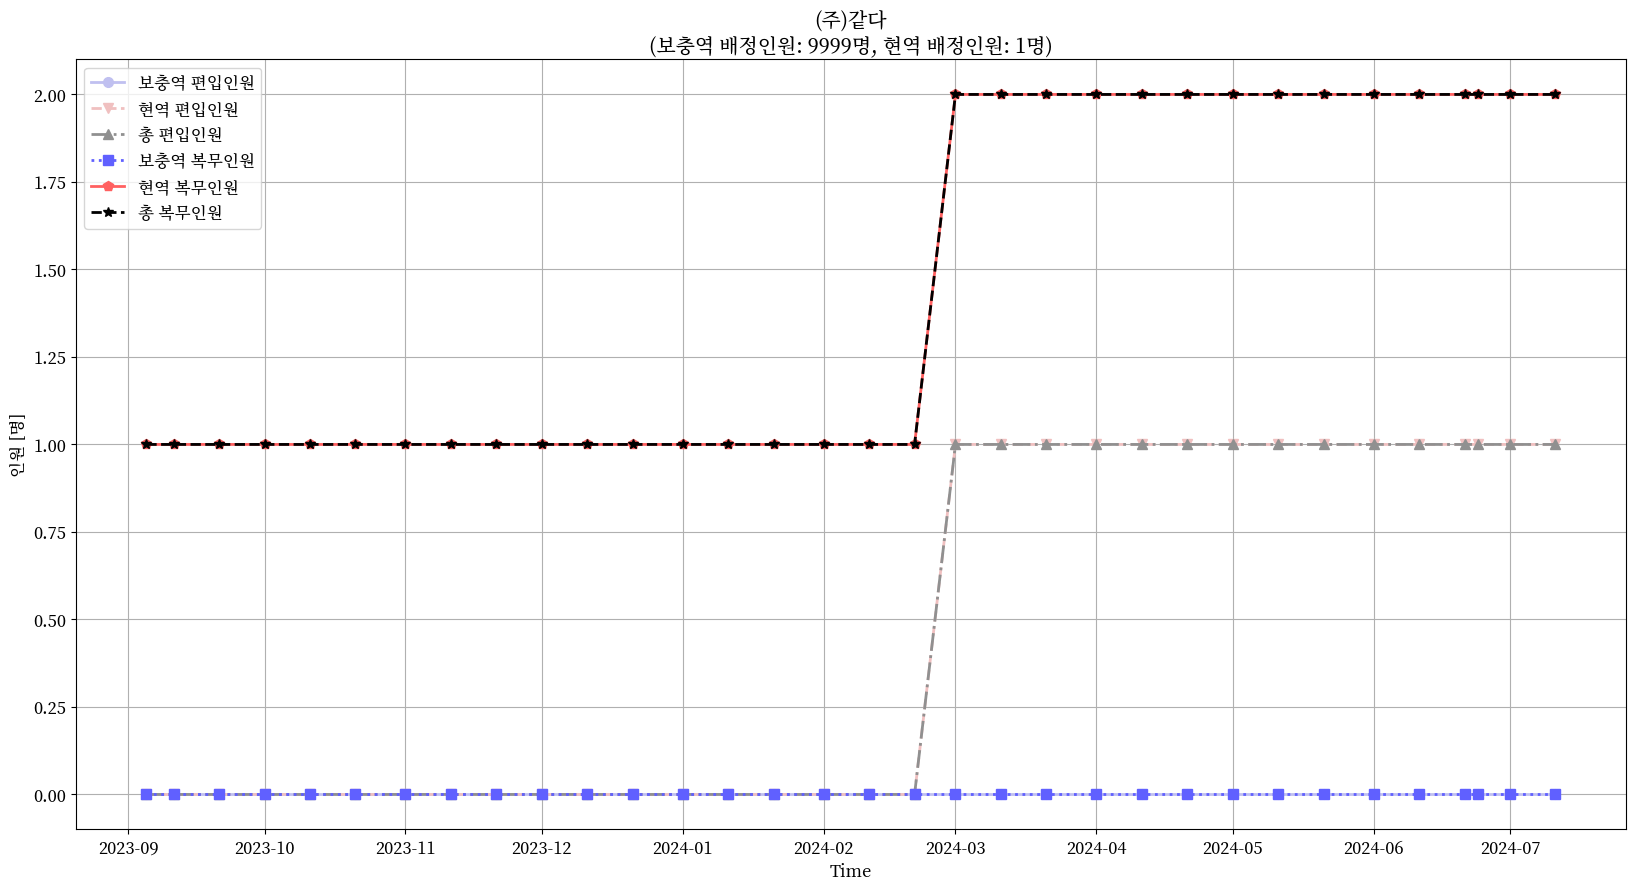 (주)같다
(보충역 배정인원: 9999명, 현역 배정인원: 1명)
보충역 편입인원
현역 편입인원
총 편입인원
보충역 복무인원
현역 복무인원
총 복무인원
2.00
1.75
1.50
1.25
1.00
0.75
0.50
0.25
0.00
인원 [명]
2023-09
2023-10
2023-11
2023-12
2024-01
2024-02
2024-03
2024-04
2024-05
2024-06
2024-07
Time